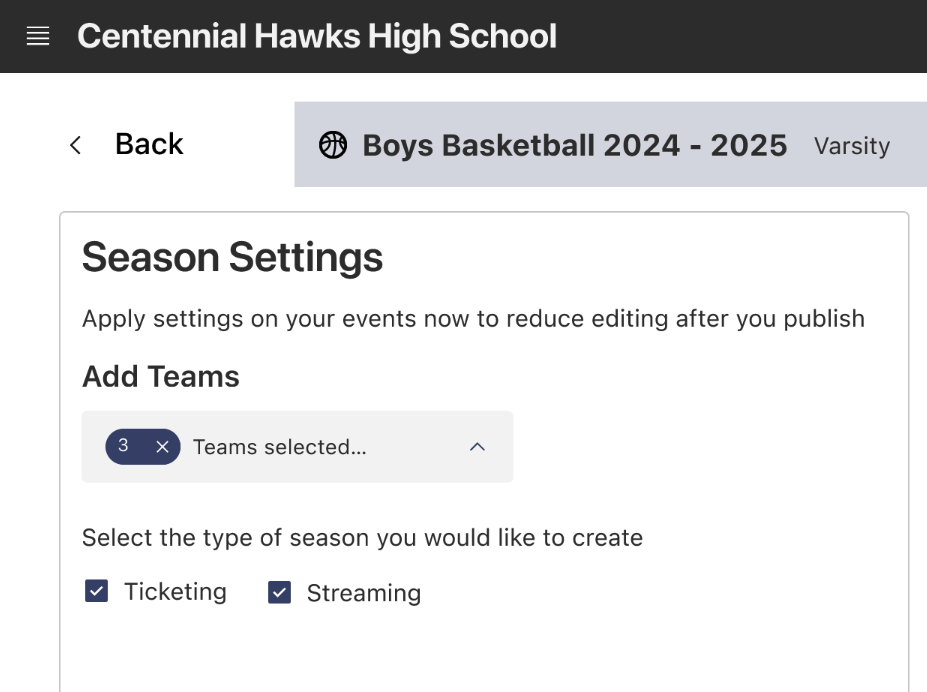 Centennial Hawks High School
Back
Boys Basketball 2024 - 2025 Varsity
Season Settings
Apply settings on your events now to reduce editing after you publish
Add Teams
3 Teams selected...
Select the type of season you would like to create
Ticketing Streaming